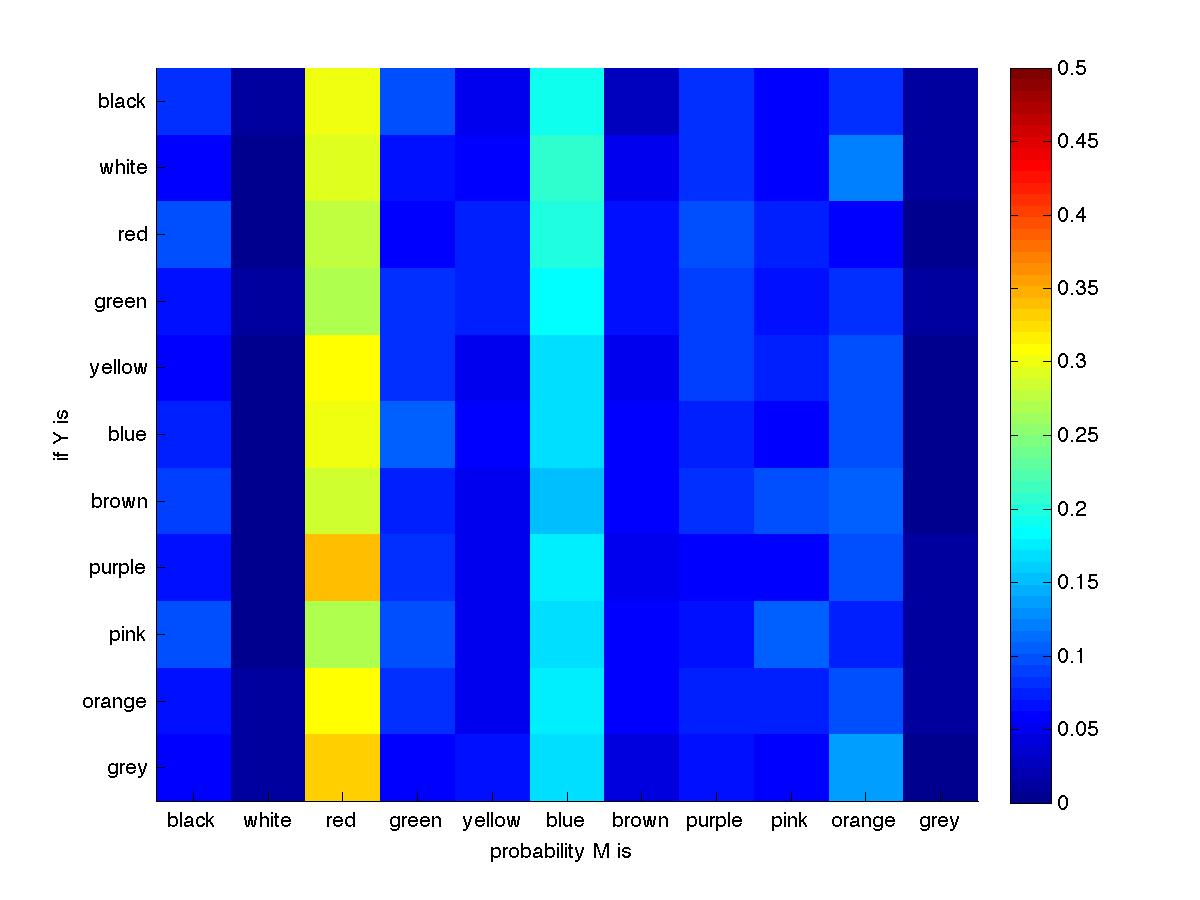 black
white
red
green
yellow
blue
brown
purple
pink
orange
grey
if Y is
black white red green yellow blue brown purple pink orange grey
probability M is
0.5
0.45
0.4
0.35
0.3
0.25
0.2
0.15
0.1
0.05
0